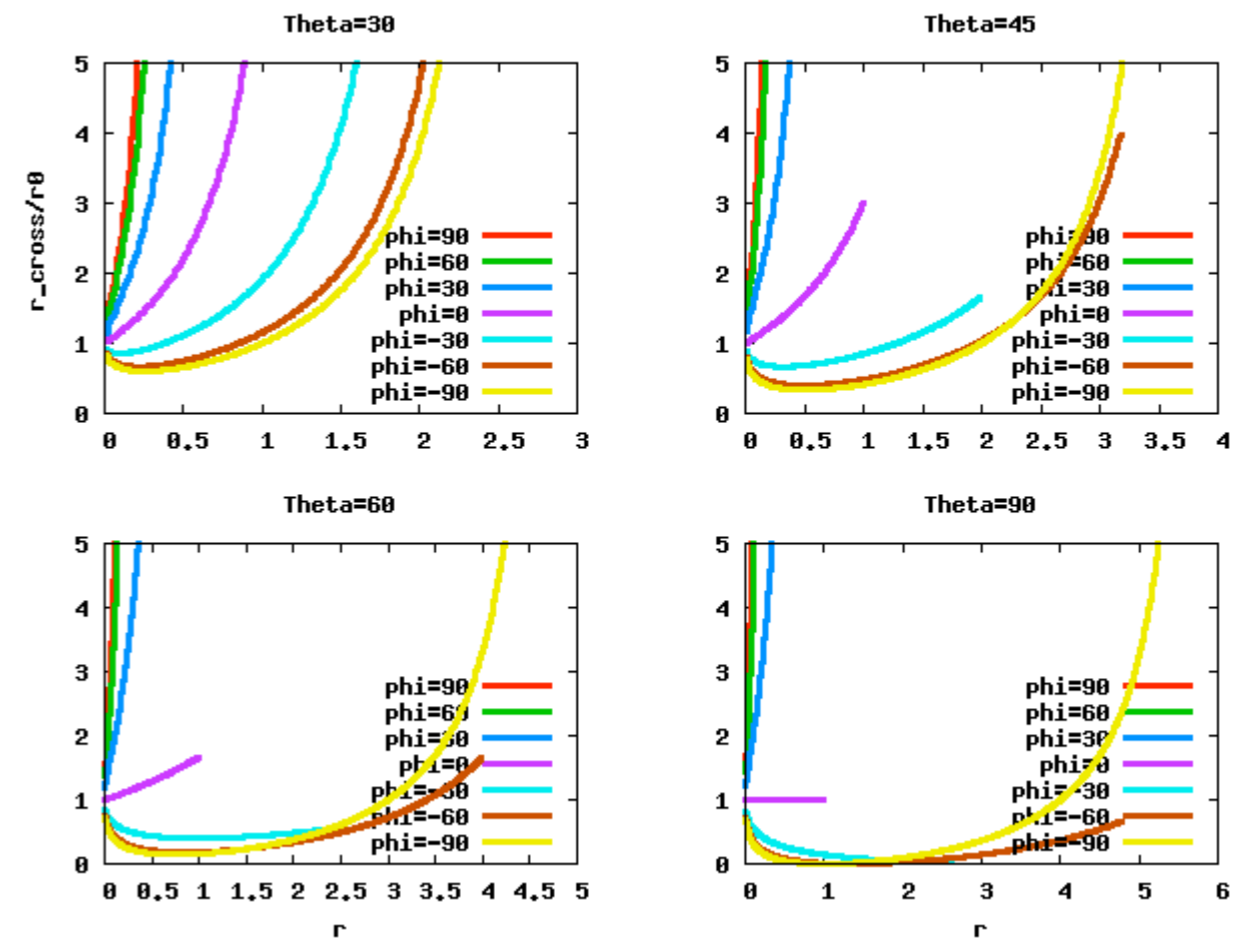 Theta=30
5
4
3
2
1
0
r_cross/r0
phi=90
phi=60
phi=30
phi=0
phi=-30
phi=-60
phi=-90
0 0.5 1 1.5 2 2.5 3
Theta=45
5
4
3
2
1
0
phi=90
phi=60
phi=30
phi=0
phi=-30
phi=-60
phi=-90
0 0.5 1 1.5 2 2.5 3 3.5 4
Theta=60
5
4
3
2
1
0
phi=90
phi=60
phi=30
phi=0
phi=-30
phi=-60
phi=-90
0 0.5 1 1.5 2 2.5 3 3.5 4 4.5 5
r
Theta=90
5
4
3
2
1
0
phi=90
phi=60
phi=30
phi=0
phi=-30
phi=-60
phi=-90
0 1 2 3 4 5 6
r